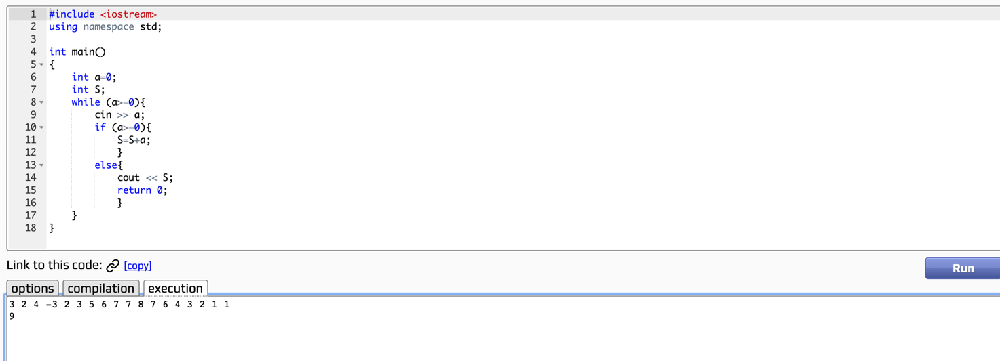 1 #include <iostream>
2 using namespace std;
3
4 int main()
5 {
6     int a=0;
7     int S;
8     while (a>=0){
9         cin >> a;
10         if (a>=0){
11             S=S+a;
12             }
13         else{
14             cout << S;
15             return 0;
16             }
17     }
18 }
Link to this code: [copy]
Run
options compilation execution
3 2 4 -3 2 3 5 6 7 7 8 7 6 4 3 2 1 1
9